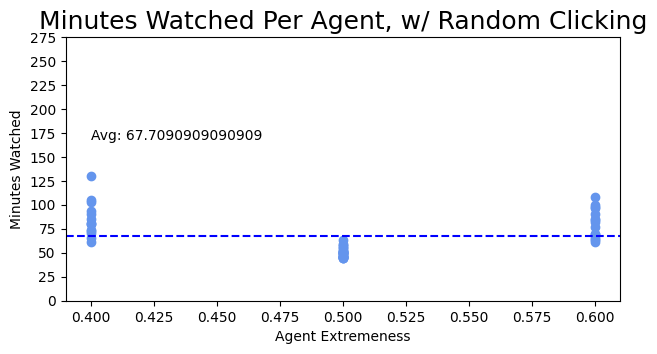 Minutes Watched Per Agent, w/ Random Clicking
275
250
225
200
175
150
125
100
75
50
25
0
Minutes Watched
Avg: 67.7090909090909
0.400 0.425 0.450 0.475 0.500 0.525 0.550 0.575 0.600
Agent Extremeness